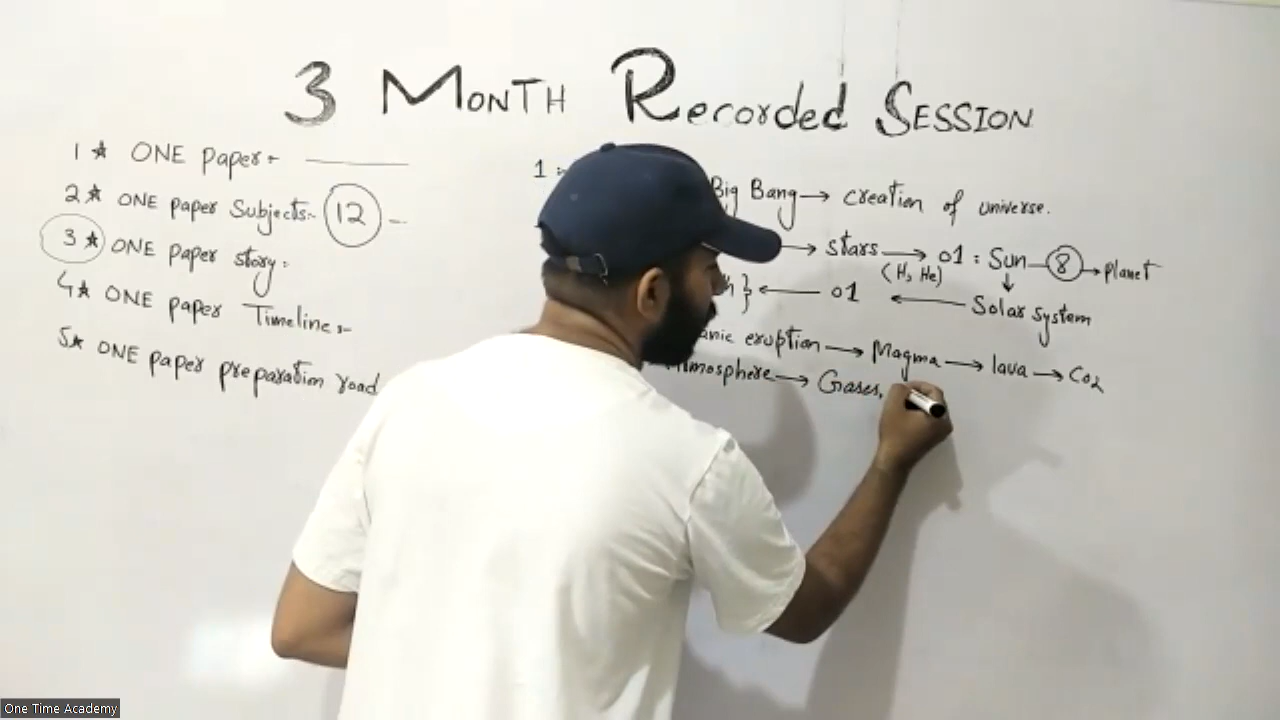 3 MONTH Recorded SESSION
1 ★ ONE paper:- ———
2 ★ ONE paper Subjects:- 12 -
3 ★ ONE paper story:
4 ★ ONE paper Timeline:-
5 ★ ONE paper preparation road
1 :-
Big Bang → creation of universe.
→ stars → 01 : Sun - 8 → planet
(H, He) ↓
} ← 01 ← Solar system
eruption → Magma → lava → CO2
Atmosphere → Gases,
One Time Academy